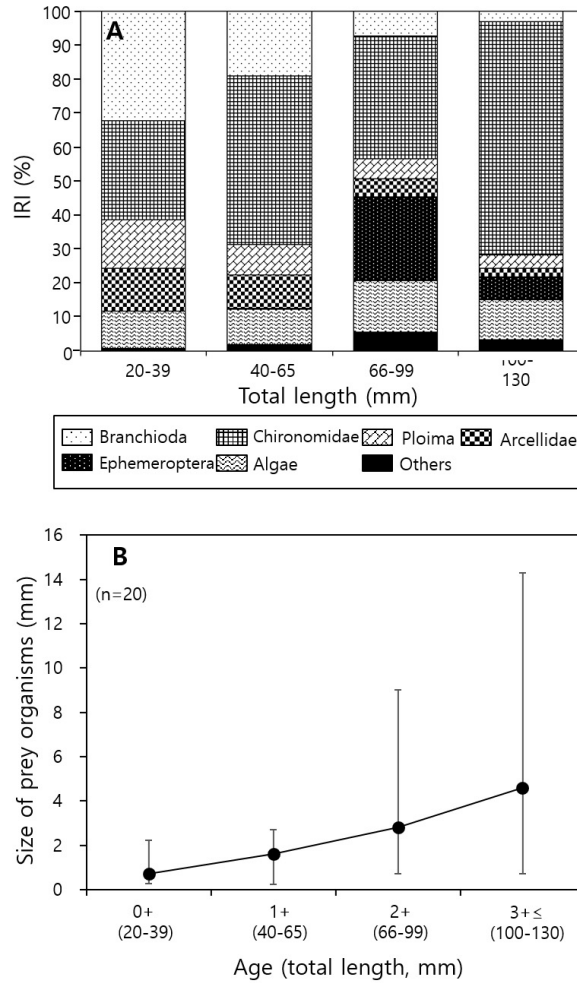 A
100
90
80
70
60
50
40
30
20
10
0
IRI (%)
20-39 40-65 66-99 100-
130
Total length (mm)
Branchioda Chironomidae Ploima Arcellidae
Ephemeroptera Algae Others
B
(n=20)
16
14
12
10
8
6
4
2
0
Size of prey organisms (mm)
0+ 1+ 2+ 3+≤
(20-39) (40-65) (66-99) (100-130)
Age (total length, mm)